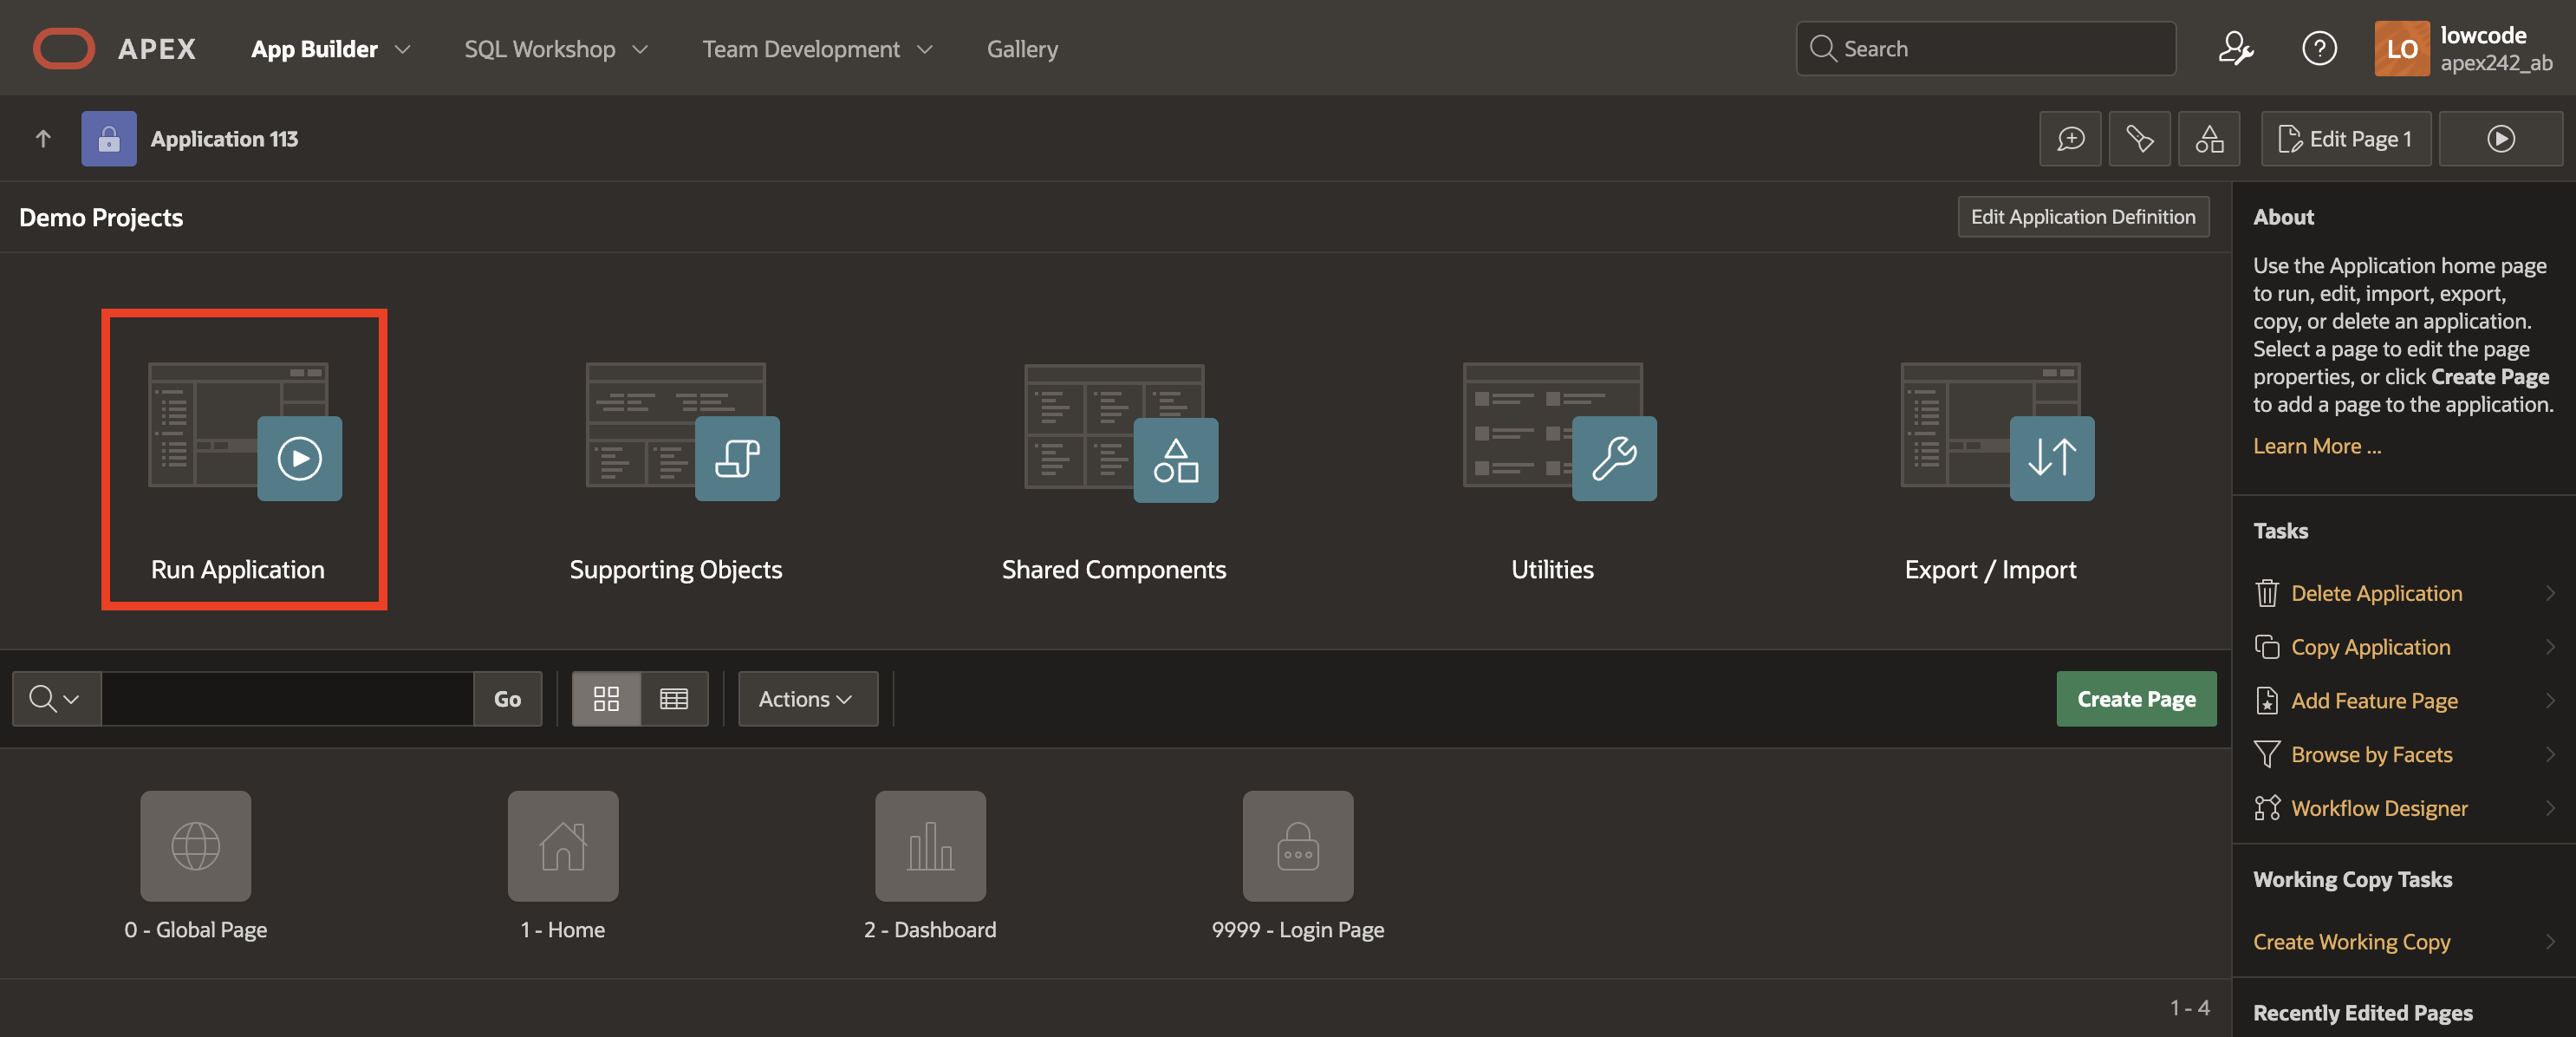 APEX
App Builder
SQL Workshop
Team Development
Gallery
Search
LO
lowcode
apex242_ab
Application 113
Edit Page 1
Demo Projects
Edit Application Definition
Run Application
Supporting Objects
Shared Components
Utilities
Export / Import
Go
Actions
Create Page
0 - Global Page
1 - Home
2 - Dashboard
9999 - Login Page
1 - 4
About
Use the Application home page
to run, edit, import, export,
copy, or delete an application.
Select a page to edit the page
properties, or click Create Page
to add a page to the application.
Learn More ...
Tasks
Delete Application
Copy Application
Add Feature Page
Browse by Facets
Workflow Designer
Working Copy Tasks
Create Working Copy
Recently Edited Pages